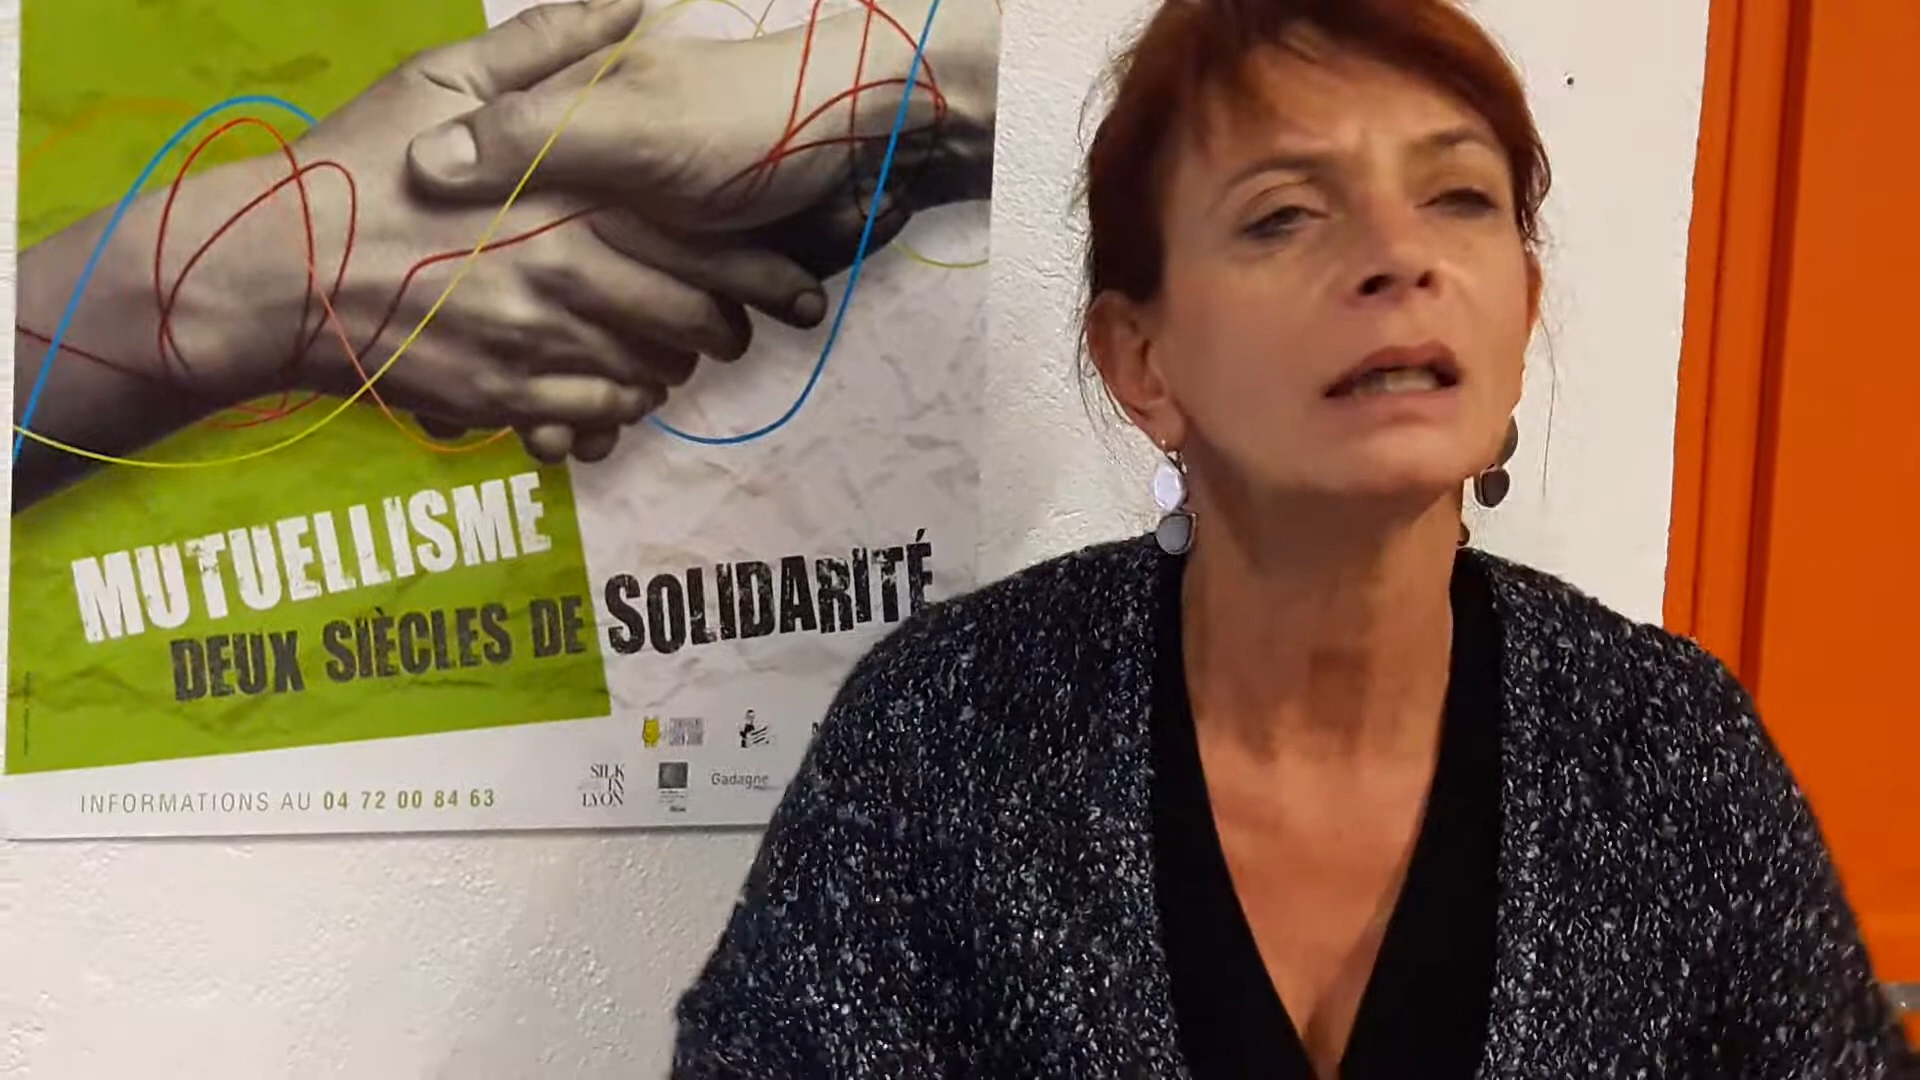 MUTUELLISME
DEUX SIÈCLES DE SOLIDARITÉ
INFORMATIONS AU 04 72 00 84 63
SILK
IN
LYON
Gadagne